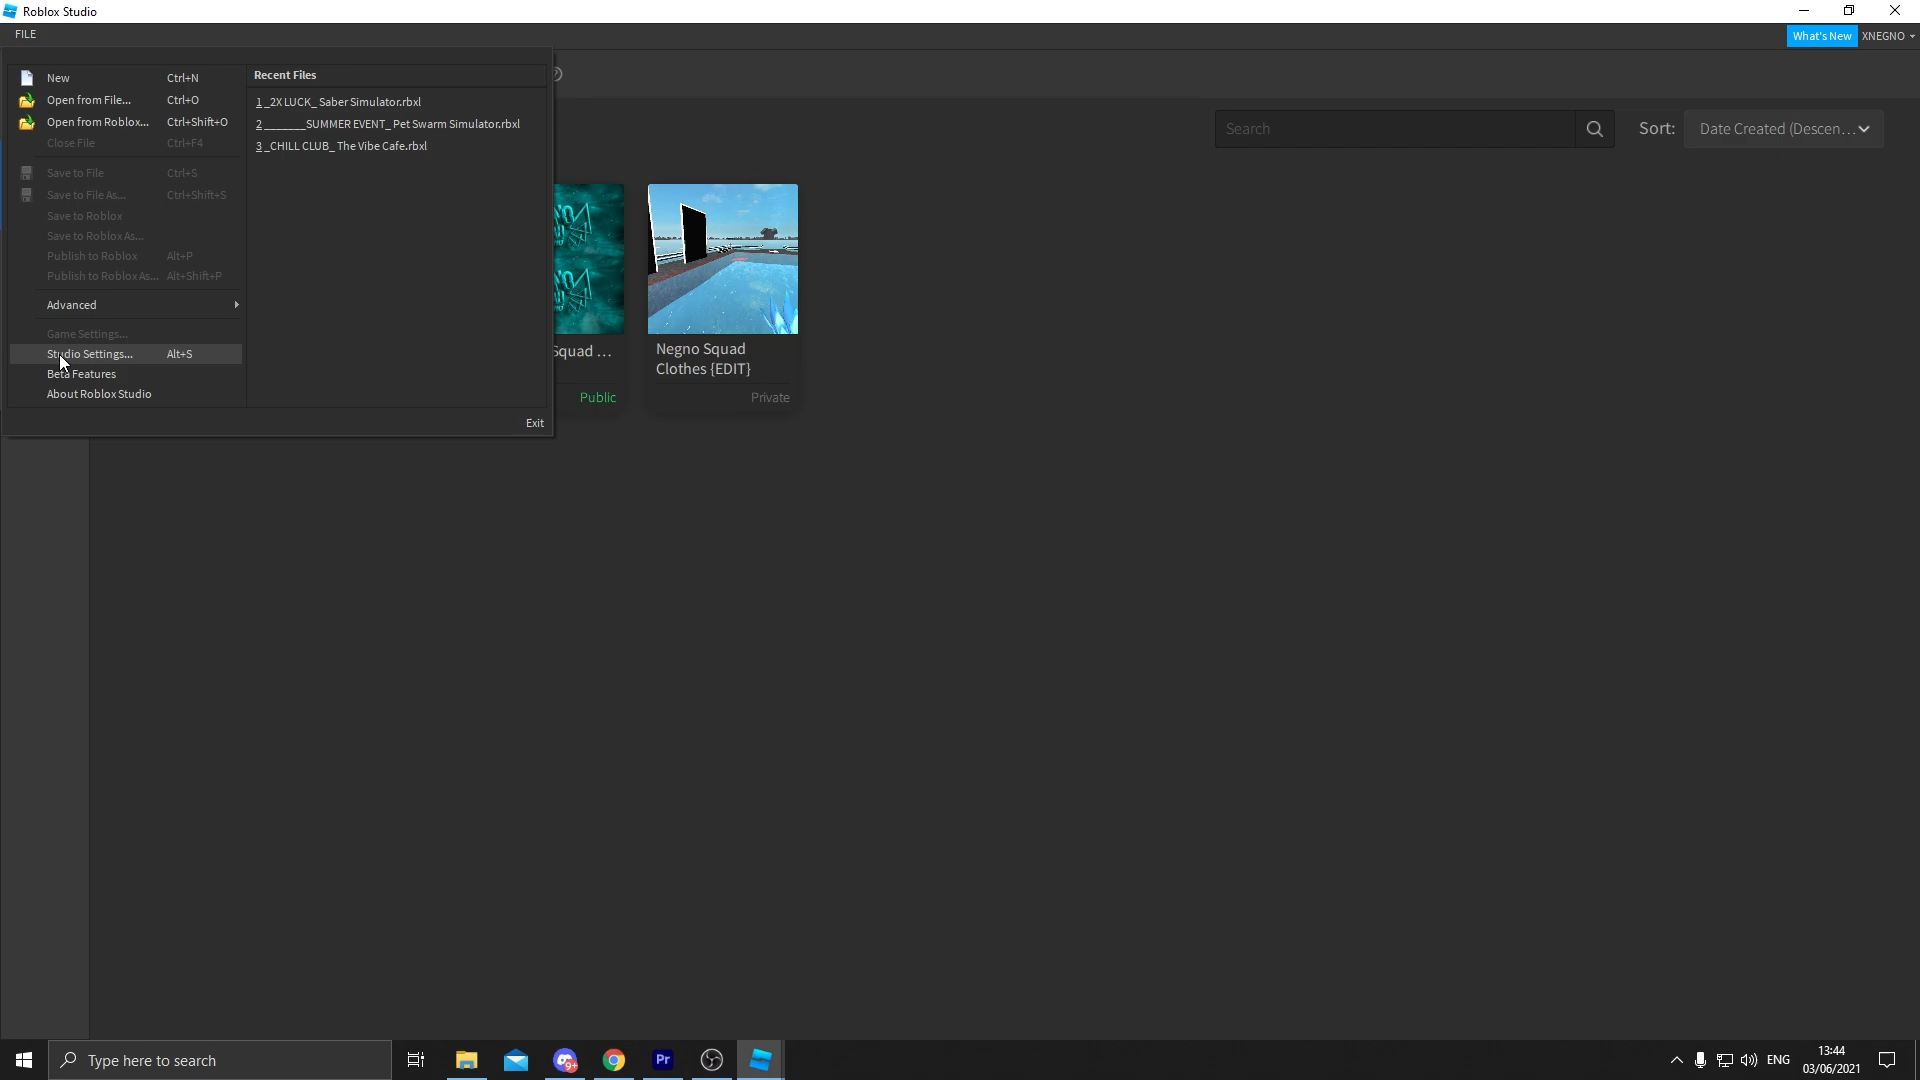 Roblox Studio
FILE
What's New XNEGNO
New Ctrl+N
Open from File... Ctrl+O
Open from Roblox... Ctrl+Shift+O
Close File Ctrl+F4
Save to File Ctrl+S
Save to File As... Ctrl+Shift+S
Save to Roblox
Save to Roblox As...
Publish to Roblox Alt+P
Publish to Roblox As... Alt+Shift+P
Advanced
Game Settings...
Studio Settings... Alt+S
Beta Features
About Roblox Studio
Recent Files
1 _2X LUCK_ Saber Simulator.rbxl
2 _______SUMMER EVENT_ Pet Swarm Simulator.rbxl
3 _CHILL CLUB_ The Vibe Cafe.rbxl
Exit
Search
Sort: Date Created (Descen...
Squad ...
Public
Negno Squad
Clothes {EDIT}
Private
Type here to search
Pr
ENG
13:44
03/06/2021